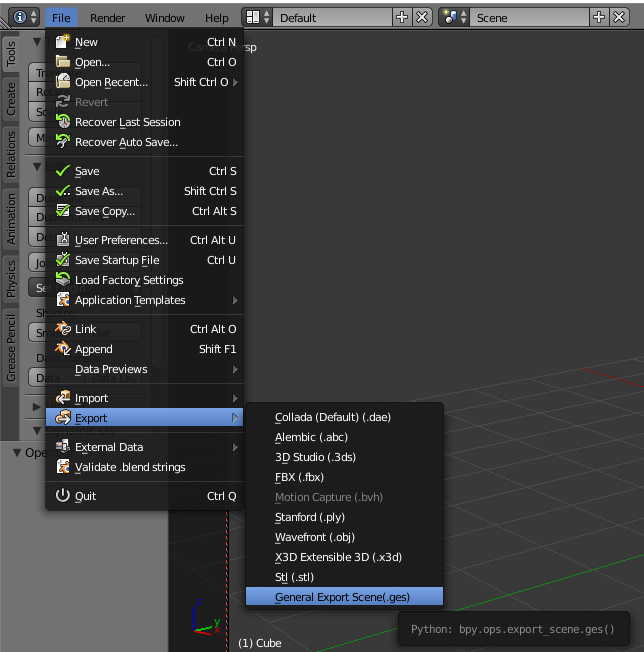 File Render Window Help Default Scene
Tools
Create
Relations
Animation
Physics
Grease Pencil
New Ctrl N
Open... Ctrl O
Open Recent... Shift Ctrl O
Revert
Recover Last Session
Recover Auto Save...
Save Ctrl S
Save As... Shift Ctrl S
Save Copy... Ctrl Alt S
User Preferences... Ctrl Alt U
Save Startup File Ctrl U
Load Factory Settings
Application Templates
Link Ctrl Alt O
Append Shift F1
Data Previews
Import
Export
External Data
Validate .blend strings
Quit Ctrl Q
Collada (Default) (.dae)
Alembic (.abc)
3D Studio (.3ds)
FBX (.fbx)
Motion Capture (.bvh)
Stanford (.ply)
Wavefront (.obj)
X3D Extensible 3D (.x3d)
Stl (.stl)
General Export Scene(.ges)
Python: bpy.ops.export_scene.ges()
z
y
(1) Cube